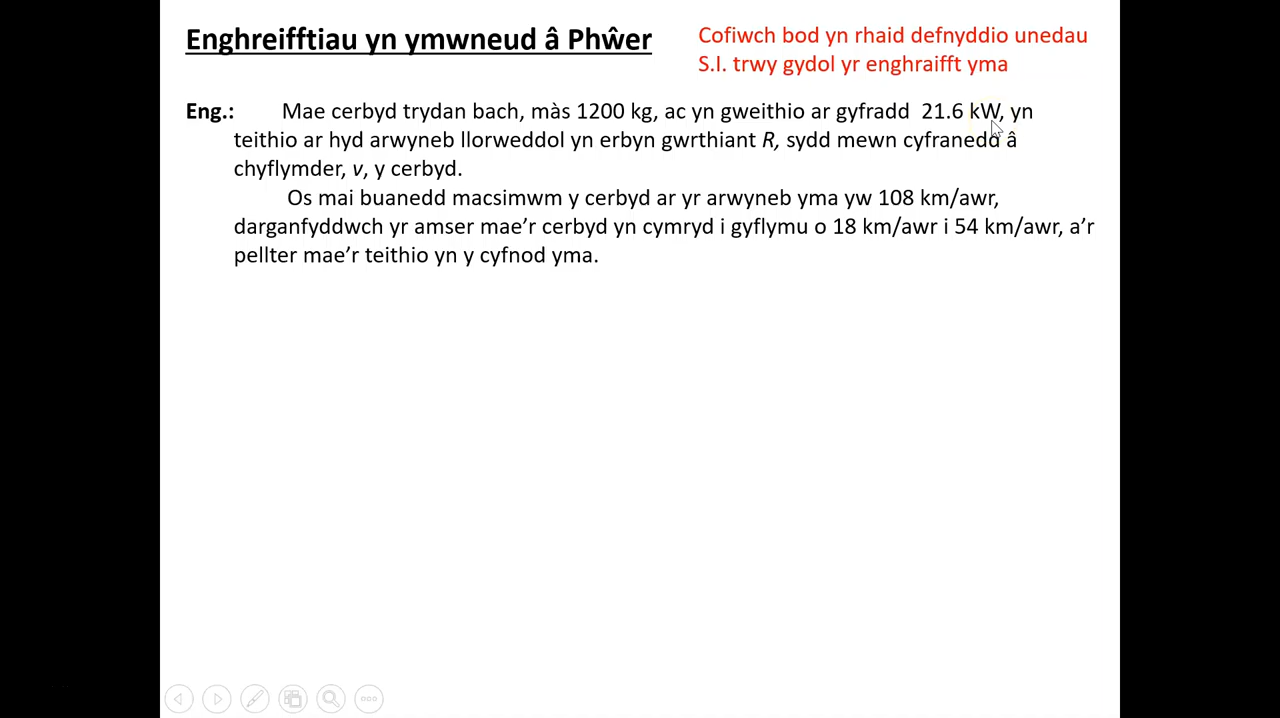 Enghreifftiau yn ymwneud â Phŵer
Cofiwch bod yn rhaid defnyddio unedau
S.I. trwy gydol yr enghraifft yma
Eng.: Mae cerbyd trydan bach, màs 1200 kg, ac yn gweithio ar gyfradd 21.6 kW, yn
teithio ar hyd arwyneb llorweddol yn erbyn gwrthiant R, sydd mewn cyfranedd â
chyflymder, v, y cerbyd.
Os mai buanedd macsimwm y cerbyd ar yr arwyneb yma yw 108 km/awr,
darganfyddwch yr amser mae’r cerbyd yn cymryd i gyflymu o 18 km/awr i 54 km/awr, a’r
pellter mae’r teithio yn y cyfnod yma.